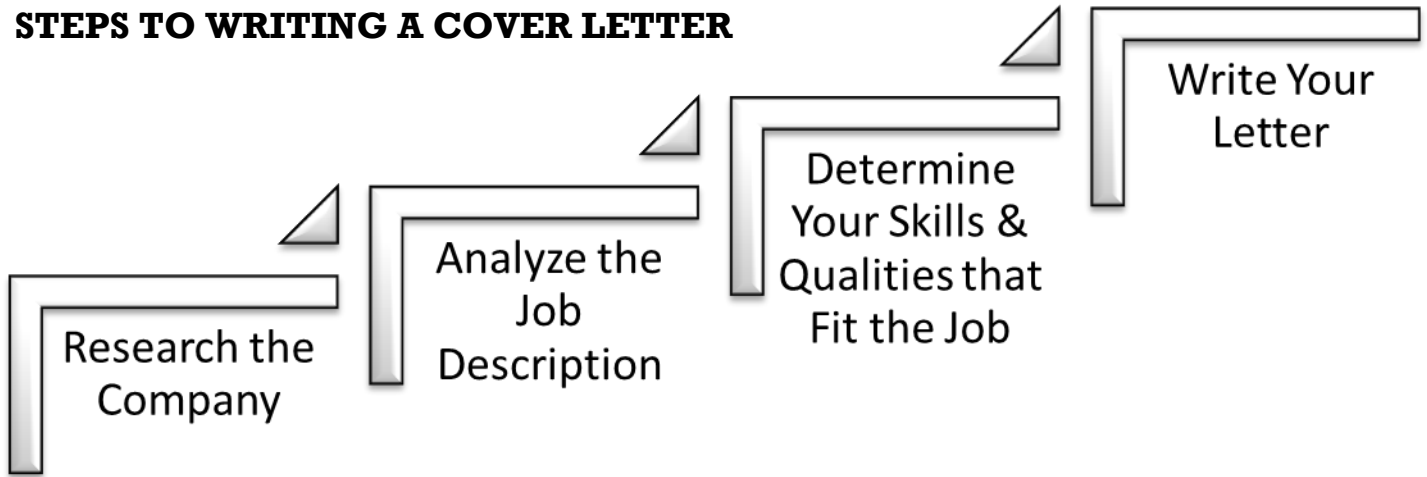 STEPS TO WRITING A COVER LETTER
Research the
Company
Analyze the
Job
Description
Determine
Your Skills &
Qualities that
Fit the Job
Write Your
Letter